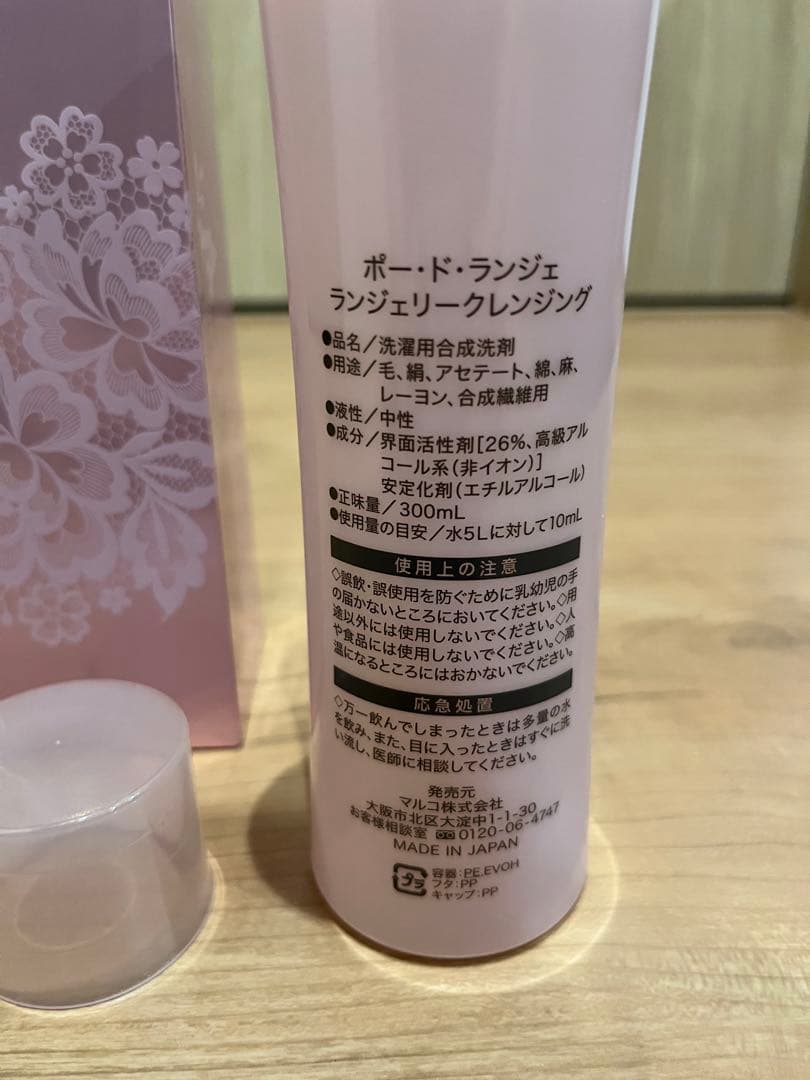 ポー・ド・ランジェ
ランジェリークレンジング
●品名／洗濯用合成洗剤
●用途／毛、絹、アセテート、綿、麻、
レーヨン、合成繊維用
●液性／中性
●成分／界面活性剤[26%、高級アル
コール系(非イオン)]
安定化剤(エチルアルコール)
●正味量／300mL
●使用量の目安／水5Lに対して10mL
使用上の注意
◇誤飲・誤使用を防ぐために乳幼児の手
の届かないところにおいてください。◇用
途以外には使用しないでください。◇人
や食品には使用しないでください。◇高
温になるところにはおかないでください。
応急処置
◇万一飲んでしまったときは多量の水
を飲み、また、目に入ったときはすぐに洗
い流し、医師に相談してください。
発売元
マルコ株式会社
大阪市北区大淀中1-1-30
お客様相談室 0120-06-4747
MADE IN JAPAN
プラ
容器:PE,EVOH
フタ:PP
キャップ:PP